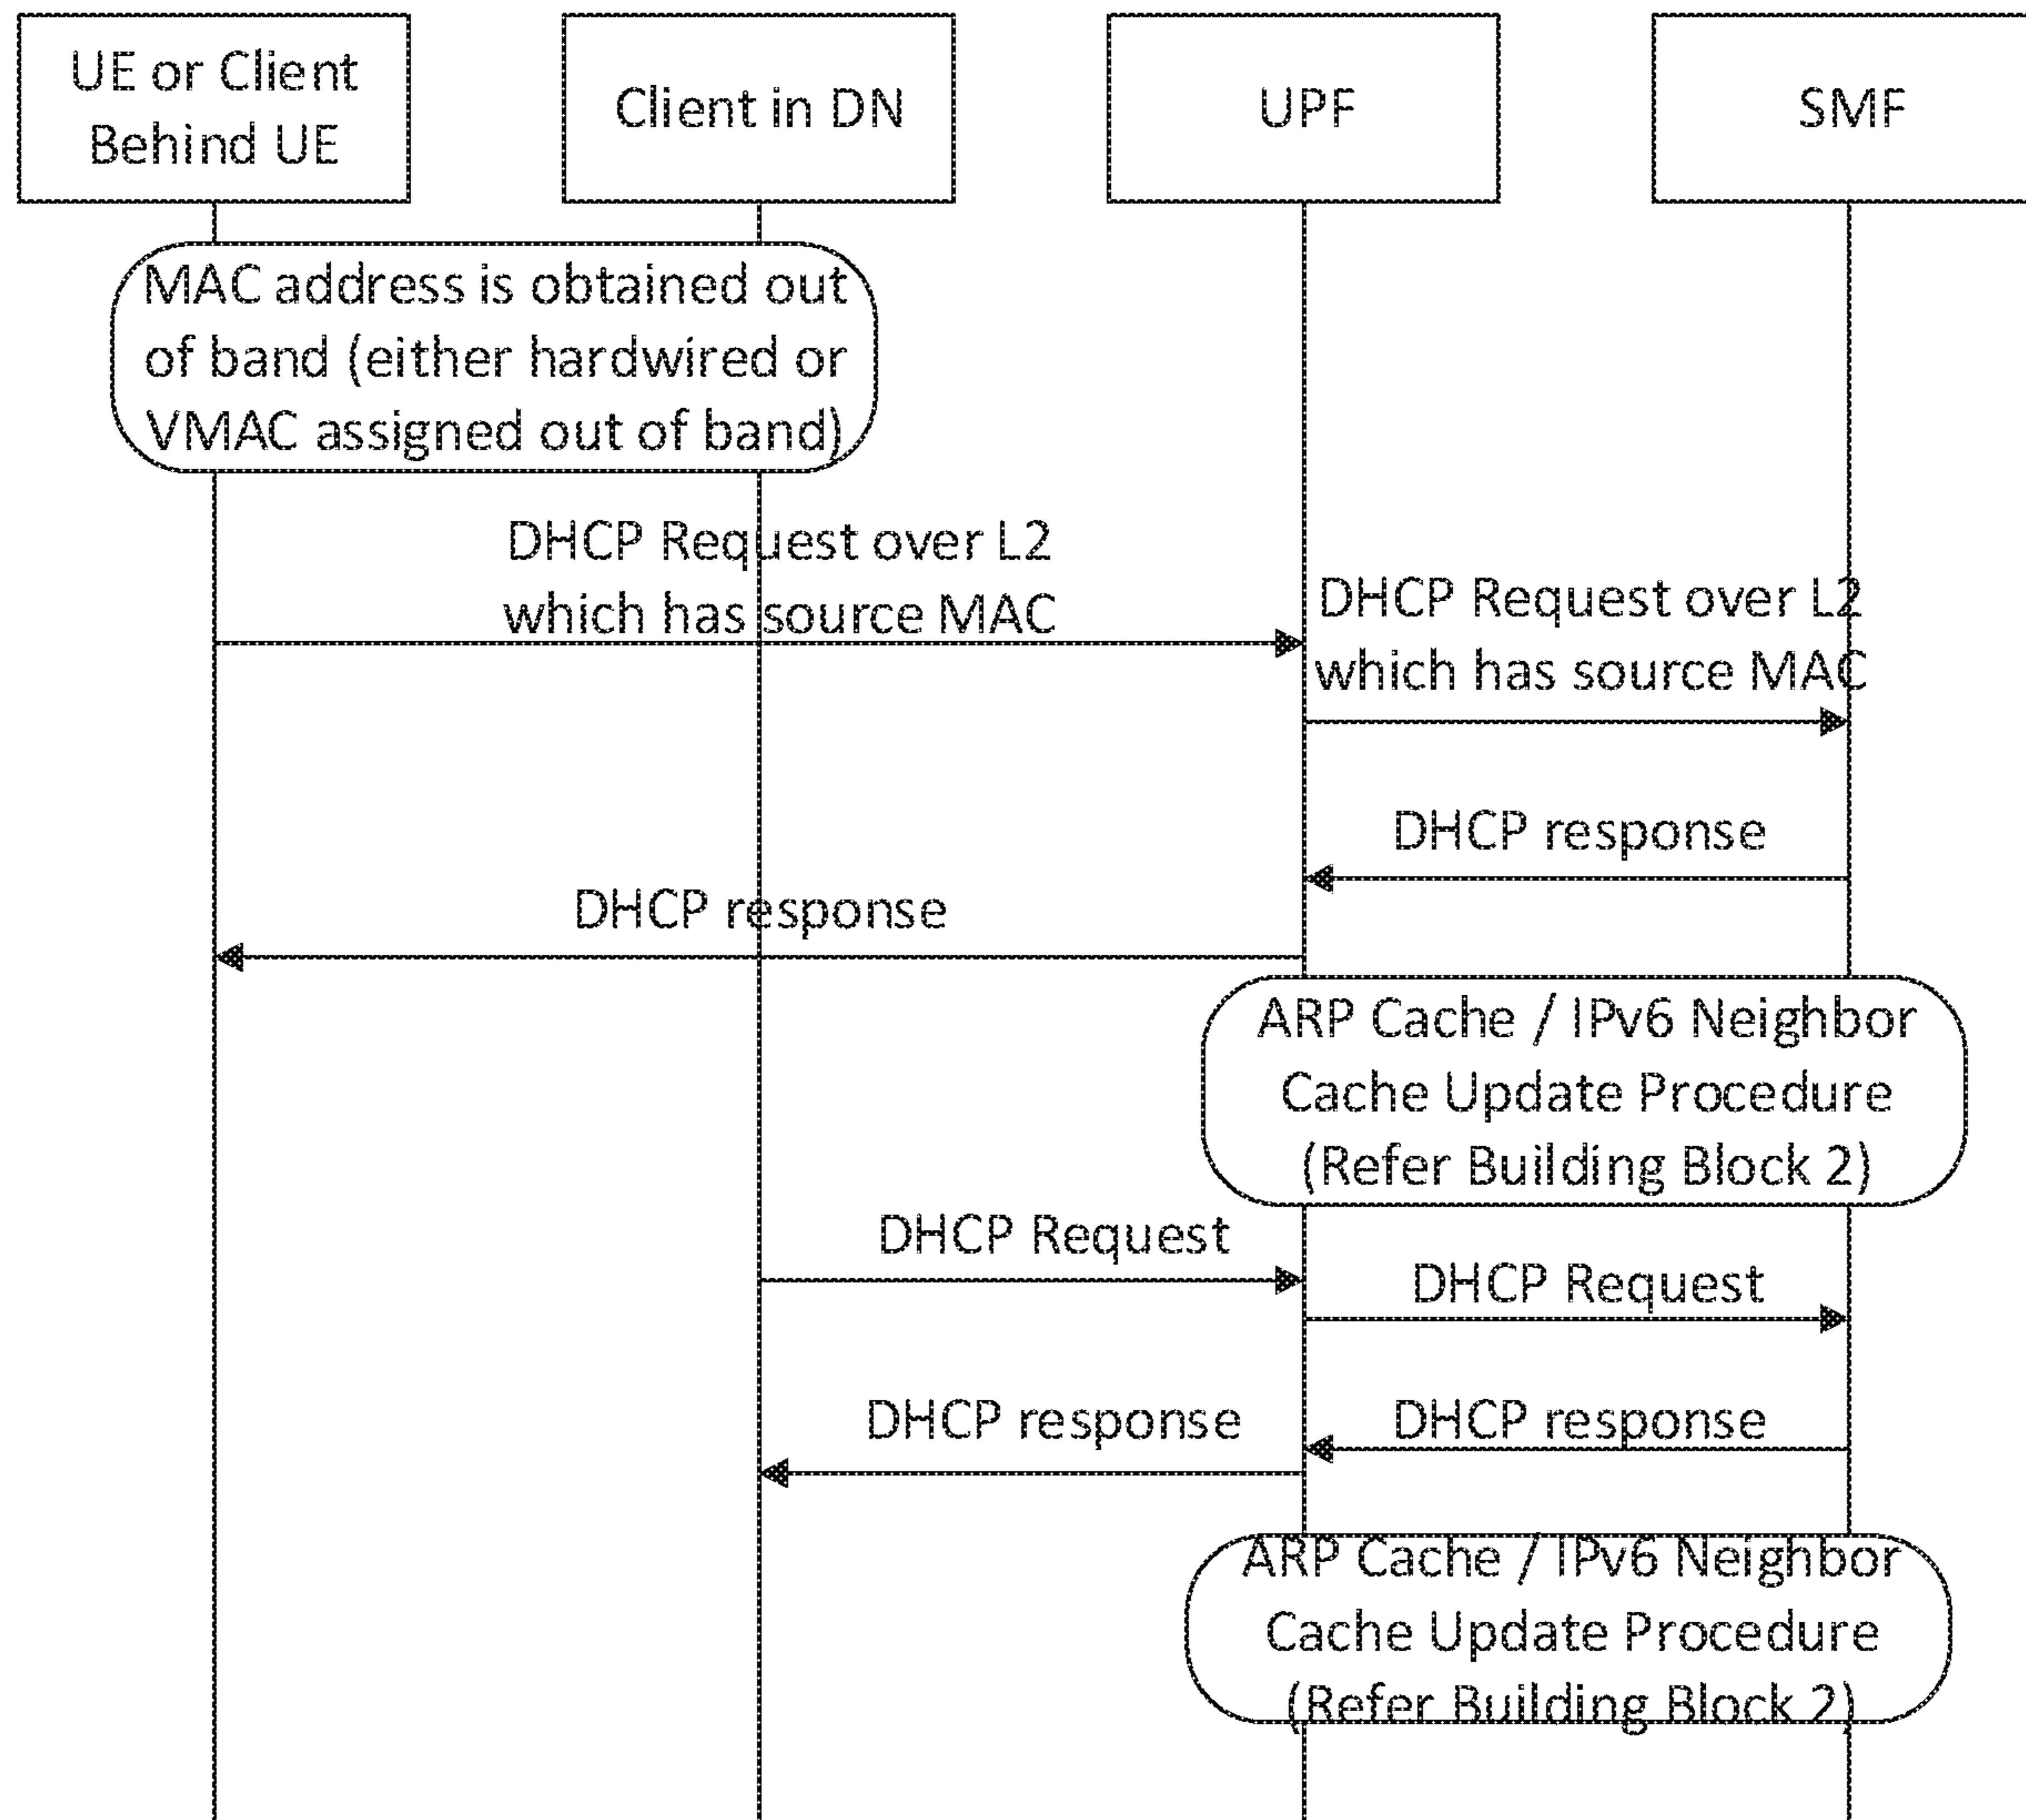 UE or Client
Behind UE
Client in DN
UPF
SMF
MAC address is obtained out
of band (either hardwired or
VMAC assigned out of band)
DHCP Request over L2
which has source MAC
DHCP Request over L2
which has source MAC
DHCP response
DHCP response
ARP Cache / IPv6 Neighbor
Cache Update Procedure
(Refer Building Block 2)
DHCP Request
DHCP Request
DHCP response
DHCP response
ARP Cache / IPv6 Neighbor
Cache Update Procedure
(Refer Building Block 2)